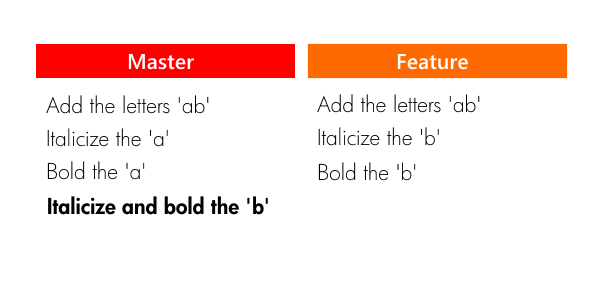 Master
Add the letters 'ab'
Italicize the 'a'
Bold the 'a'
Italicize and bold the 'b'
Feature
Add the letters 'ab'
Italicize the 'b'
Bold the 'b'